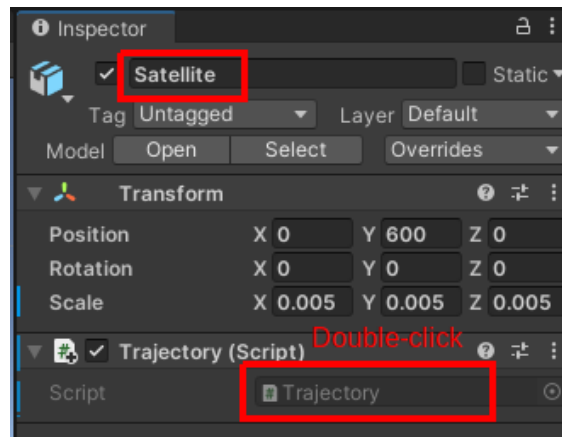 Inspector
Satellite Static
Tag Untagged Layer Default
Model Open Select Overrides
Transform
Position X 0 Y 600 Z 0
Rotation X 0 Y 0 Z 0
Scale X 0.005 Y 0.005 Z 0.005
Trajectory (Script) Double-click
Script Trajectory